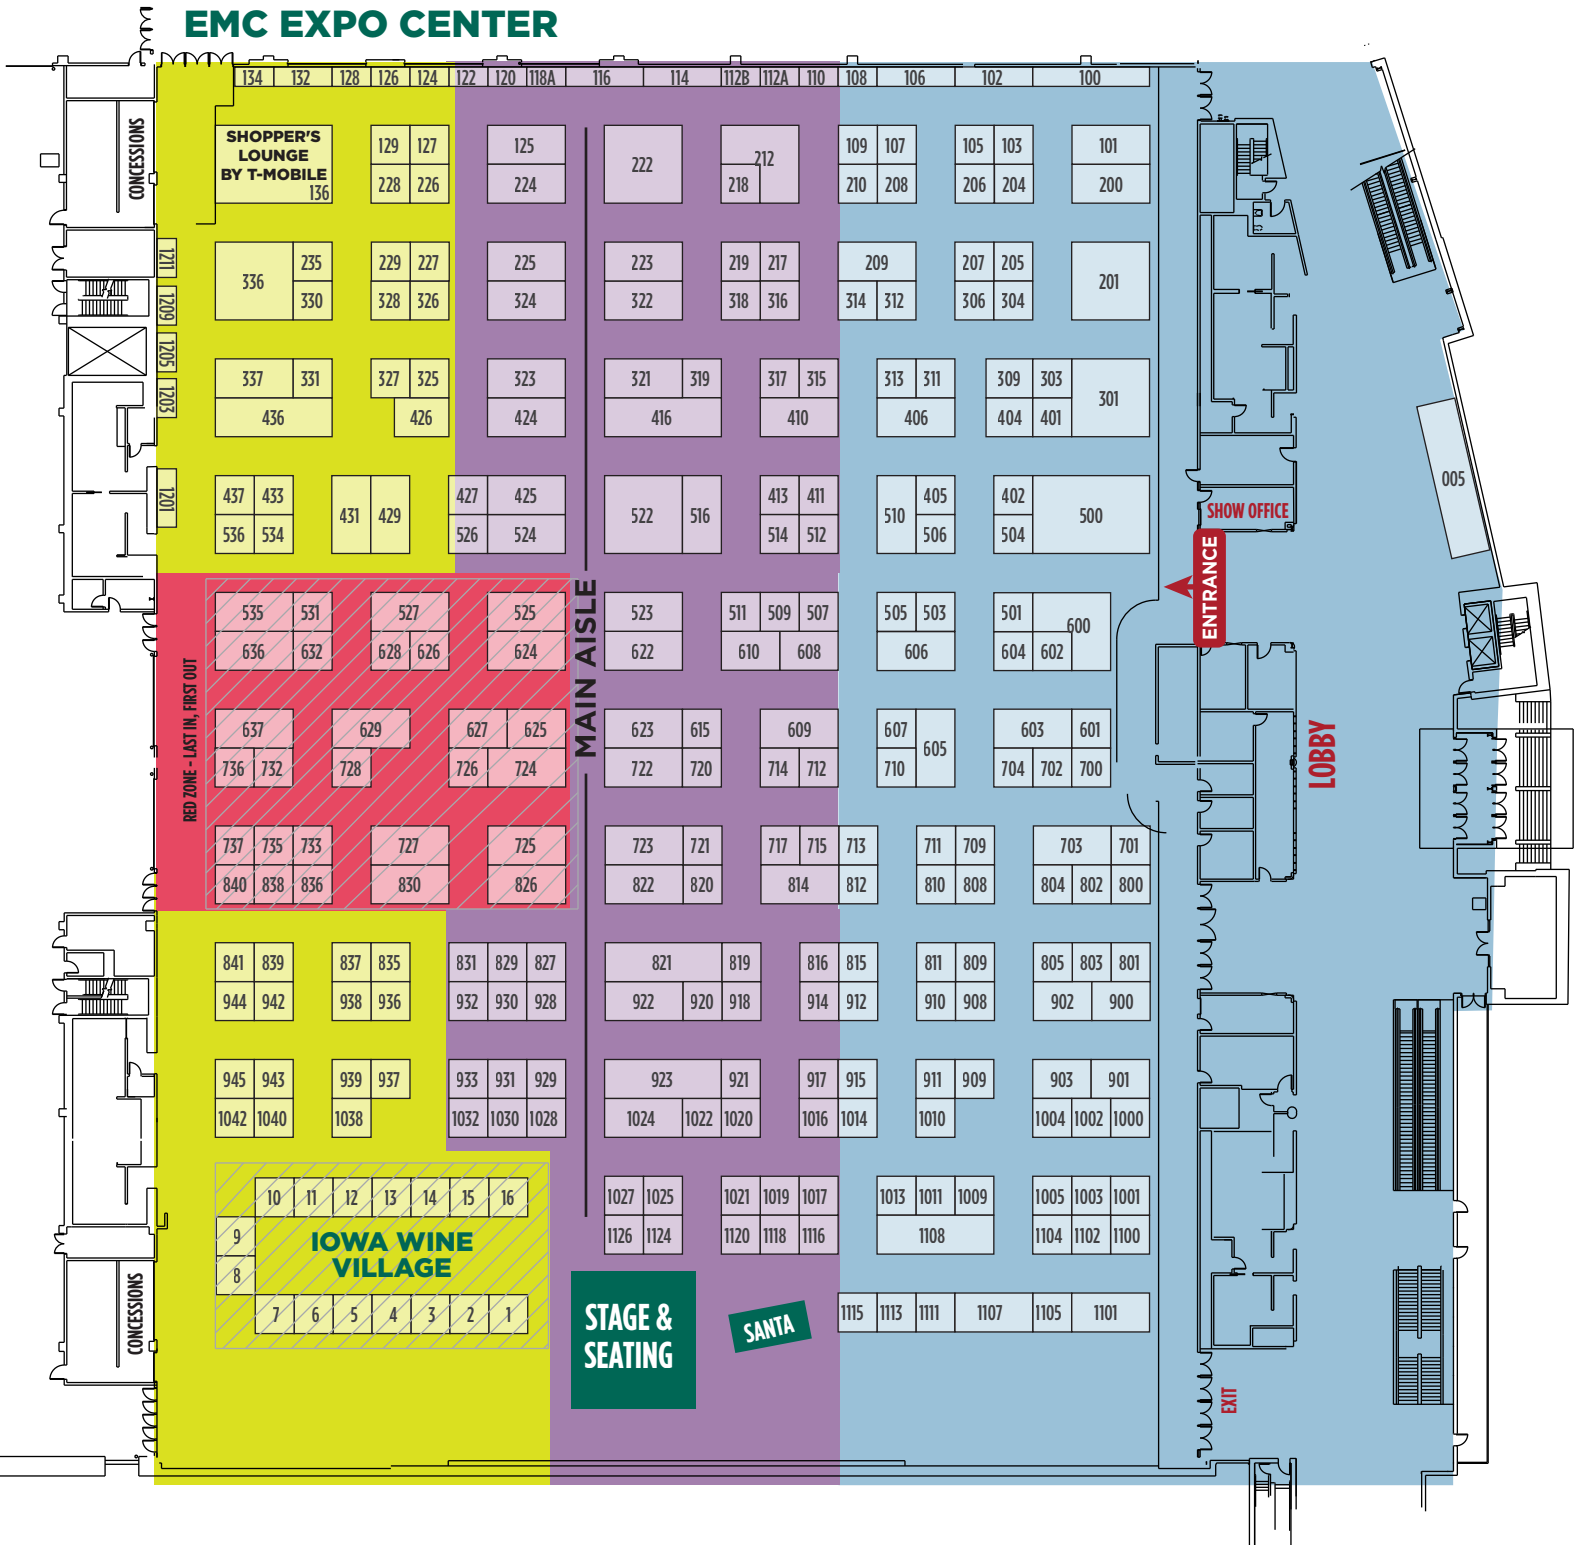 EMC EXPO CENTER
134 132 128 126 124 122 120 118A 116 114 112B 112A 110 108 106 102 100
CONCESSIONS
SHOPPER'S
LOUNGE
BY T-MOBILE
136
129 127 125 222 212 109 107 105 103 101
228 226 224 218 210 208 206 204 200
1211
1209
1205
1203
1201
336 235 229 227 225 223 219 217 209 207 205 201
330 328 326 324 322 318 316 314 312 306 304
337 331 327 325 323 321 319 317 315 313 311 309 303 301
436 426 424 416 410 406 404 401
005
437 433 431 429 427 425 522 516 413 411 510 405 402 500
536 534 526 524 514 512 506 504
SHOW OFFICE
ENTRANCE
MAIN AISLE
RED ZONE - LAST IN, FIRST OUT
535 531 527 525 523 511 509 507 505 503 501 600
636 632 628 626 624 622 610 608 606 604 602
637 629 627 625 623 615 609 607 605 603 601
736 732 728 726 724 722 720 714 712 710 704 702 700
LOBBY
737 735 733 727 725 723 721 717 715 713 711 709 703 701
840 838 836 830 826 822 820 814 812 810 808 804 802 800
841 839 837 835 831 829 827 821 819 816 815 811 809 805 803 801
944 942 938 936 932 930 928 922 920 918 914 912 910 908 902 900
945 943 939 937 933 931 929 923 921 917 915 911 909 903 901
1042 1040 1038 1032 1030 1028 1024 1022 1020 1016 1014 1010 1004 1002 1000
10 11 12 13 14 15 16
9
8
IOWA WINE
VILLAGE
7 6 5 4 3 2 1
1027 1025 1021 1019 1017 1013 1011 1009 1005 1003 1001
1126 1124 1120 1118 1116 1108 1104 1102 1100
CONCESSIONS
STAGE &
SEATING
SANTA
1115 1113 1111 1107 1105 1101
EXIT